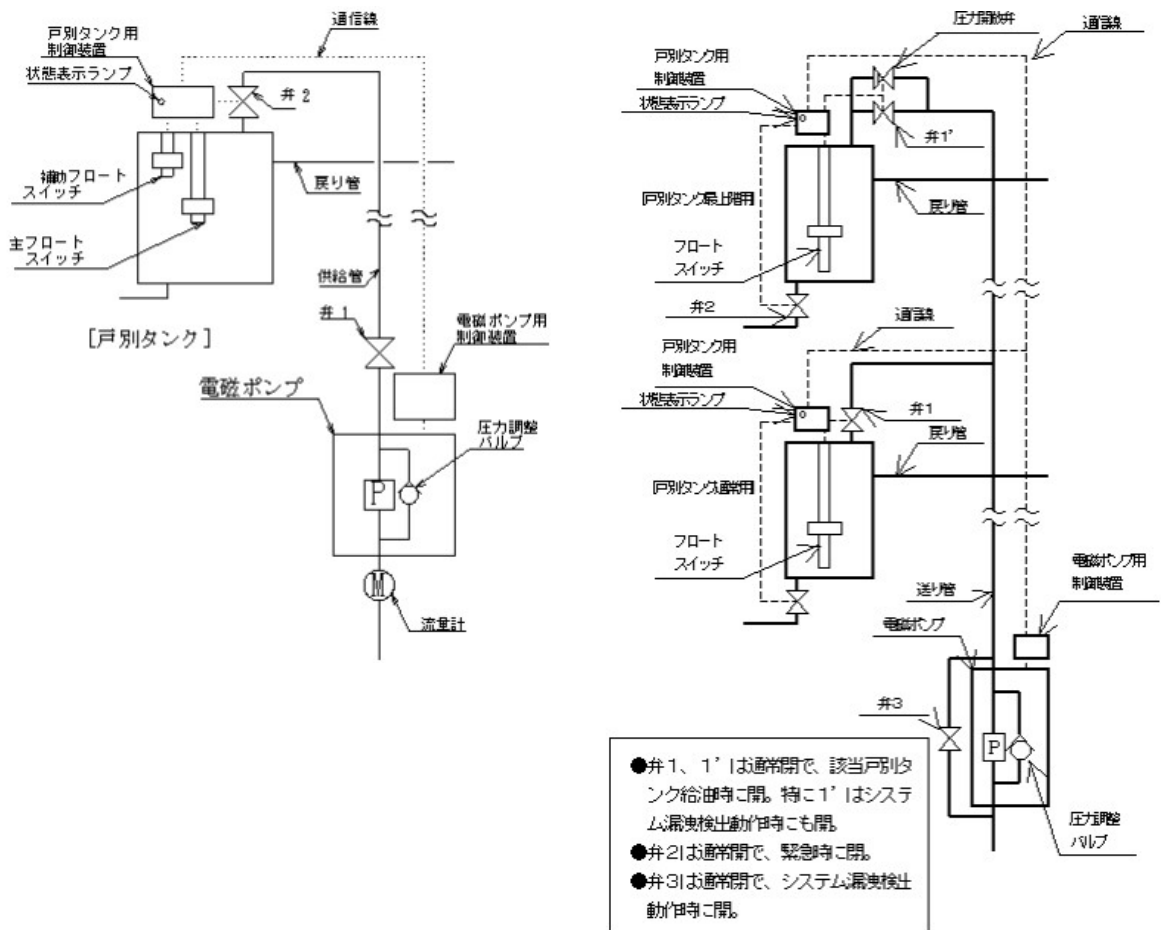 通信線
戸別タンク用
制御装置
状態表示ランプ
弁2
補助フロート
スイッチ
戻り管
主フロート
スイッチ
供給管
[戸別タンク]
弁1
電磁ポンプ用
制御装置
電磁ポンプ
圧力調整
バルブ
P
M
流量計
圧力開放弁
通信線
戸別タンク用
制御装置
状態表示ランプ
弁1'
[戸別タンク最上階用]
戻り管
フロート
スイッチ
弁2
通信線
戸別タンク用
制御装置
状態表示ランプ
弁1
戻り管
[戸別タンク通常用]
フロート
スイッチ
電磁ポンプ用
制御装置
送り管
電磁ポンプ
弁3
P
圧力調整
バルブ
●弁1、1'は通常閉で、該当戸別タ
ンク給油時に開。特に1'はシステ
ム漏洩検出動作時にも開。
●弁2は通常開で、緊急時に閉。
●弁3は通常閉で、システム漏洩検出
動作時に開。